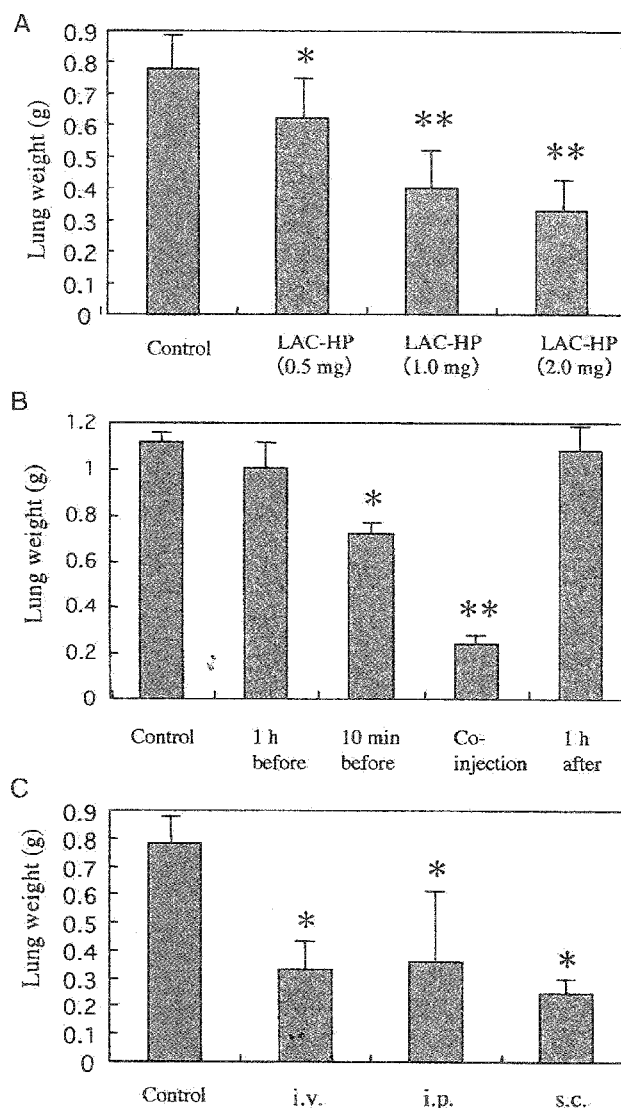 A
Lung weight (g)
0.9
0.8
0.7
0.6
0.5
0.4
0.3
0.2
0.1
0
*
**
**
Control
LAC-HP
(0.5 mg)
LAC-HP
(1.0 mg)
LAC-HP
(2.0 mg)
B
Lung weight (g)
1.2
1
0.8
0.6
0.4
0.2
0
*
**
Control
1 h
before
10 min
before
Co-
injection
1 h
after
C
Lung weight (g)
0.9
0.8
0.7
0.6
0.5
0.4
0.3
0.2
0.1
0
*
*
*
Control
i.v.
i.p.
s.c.